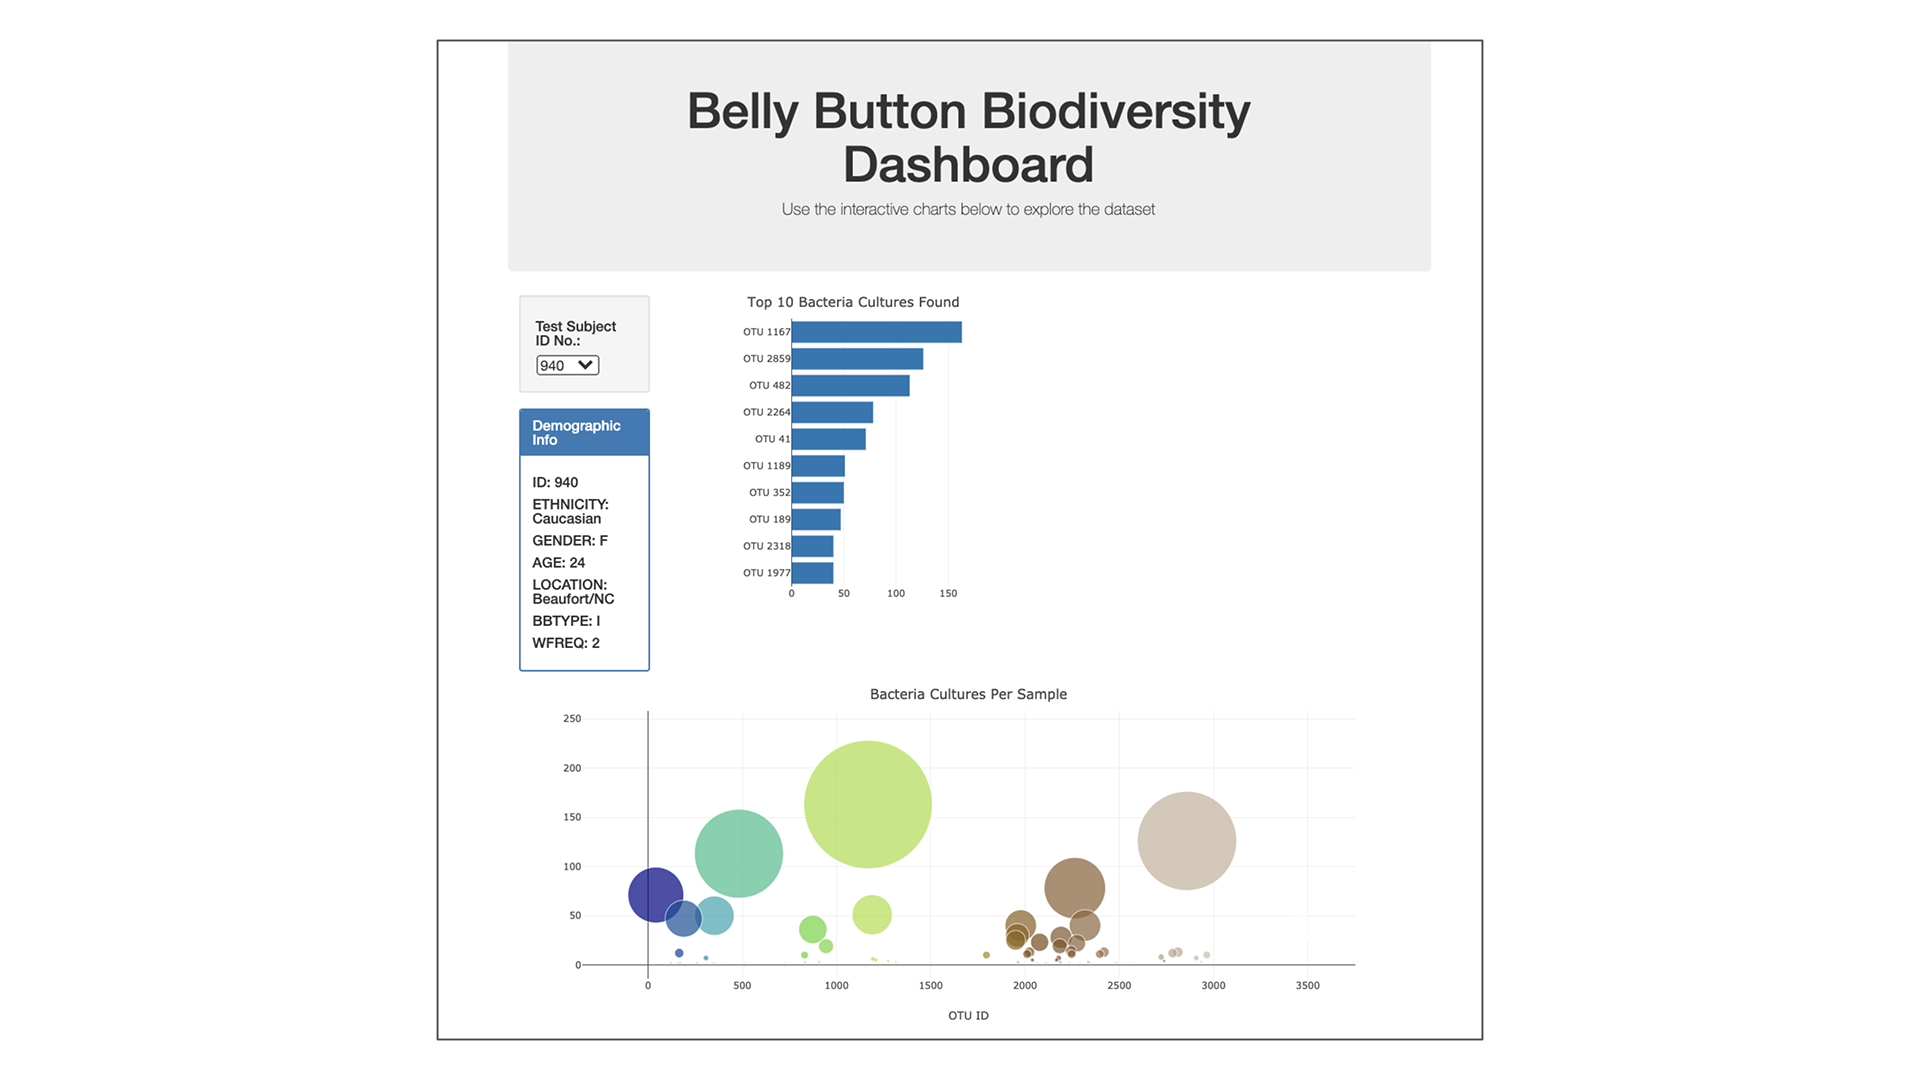 Belly Button Biodiversity
Dashboard
Use the interactive charts below to explore the dataset
Test Subject
ID No.:
940
Demographic
Info
ID: 940
ETHNICITY:
Caucasian
GENDER: F
AGE: 24
LOCATION:
Beaufort/NC
BBTYPE: I
WFREQ: 2
Top 10 Bacteria Cultures Found
OTU 1167
OTU 2859
OTU 482
OTU 2264
OTU 41
OTU 1189
OTU 352
OTU 189
OTU 2318
OTU 1977
0 50 100 150
Bacteria Cultures Per Sample
250
200
150
100
50
0
0 500 1000 1500 2000 2500 3000 3500
OTU ID